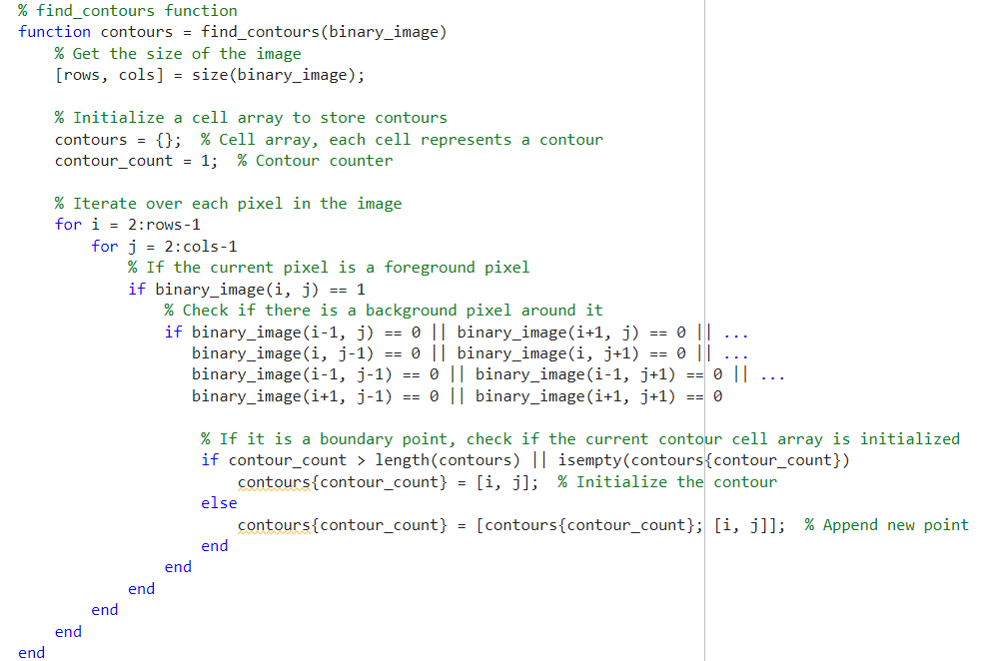 % find_contours function
function contours = find_contours(binary_image)
    % Get the size of the image
    [rows, cols] = size(binary_image);

    % Initialize a cell array to store contours
    contours = {};  % Cell array, each cell represents a contour
    contour_count = 1;  % Contour counter

    % Iterate over each pixel in the image
    for i = 2:rows-1
        for j = 2:cols-1
            % If the current pixel is a foreground pixel
            if binary_image(i, j) == 1
                % Check if there is a background pixel around it
                if binary_image(i-1, j) == 0 || binary_image(i+1, j) == 0 || ...
                   binary_image(i, j-1) == 0 || binary_image(i, j+1) == 0 || ...
                   binary_image(i-1, j-1) == 0 || binary_image(i-1, j+1) == 0 || ...
                   binary_image(i+1, j-1) == 0 || binary_image(i+1, j+1) == 0

                    % If it is a boundary point, check if the current contour cell array is initialized
                    if contour_count > length(contours) || isempty(contours{contour_count})
                        contours{contour_count} = [i, j];  % Initialize the contour
                    else
                        contours{contour_count} = [contours{contour_count}; [i, j]];  % Append new point
                    end
                end
            end
        end
    end
end